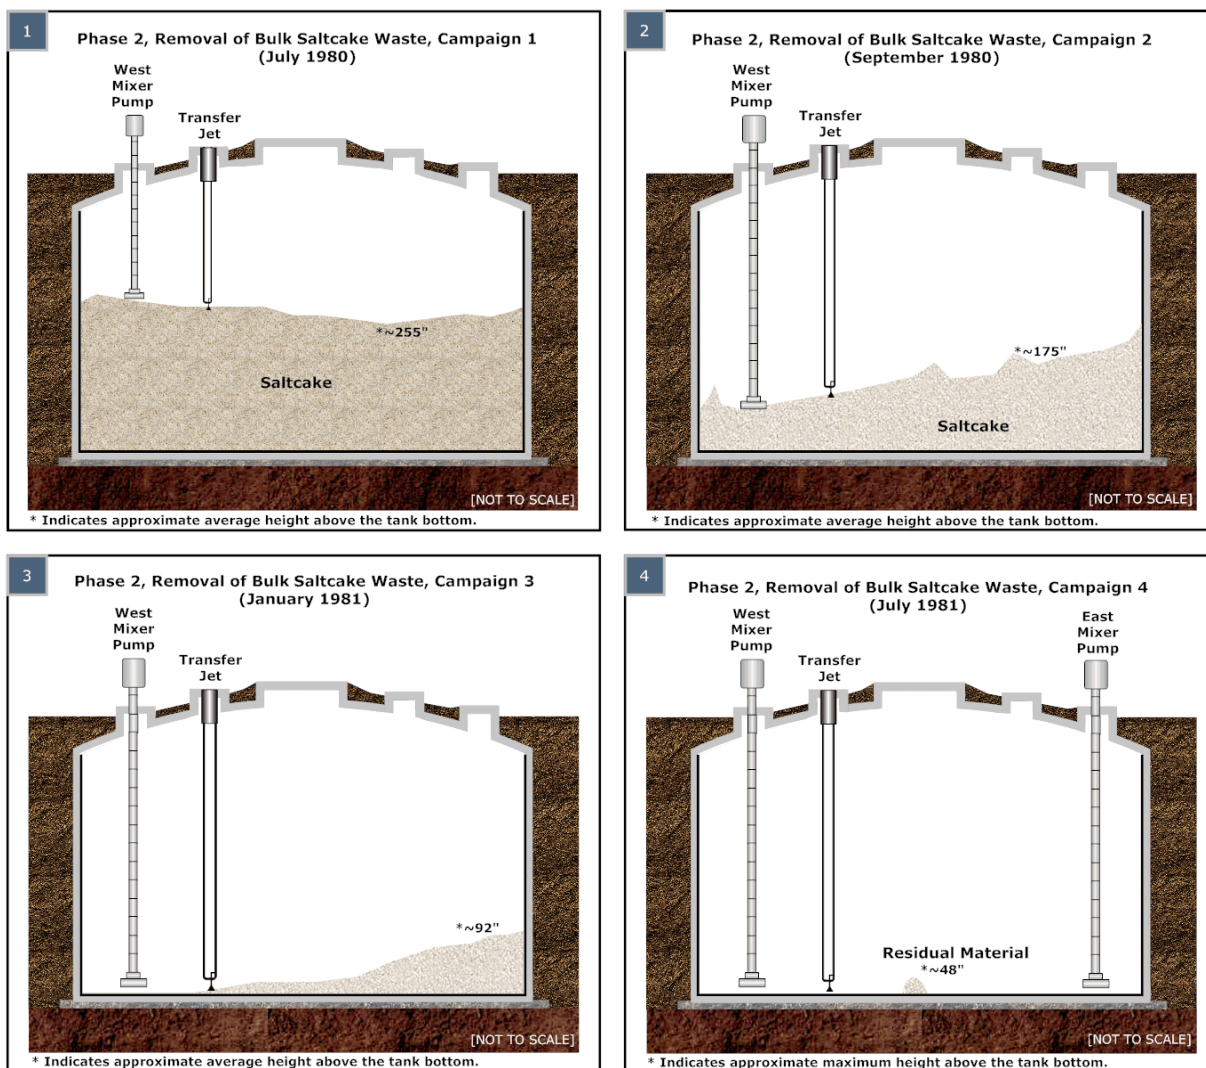 1
Phase 2, Removal of Bulk Saltcake Waste, Campaign 1
(July 1980)
West
Mixer
Pump
Transfer
Jet
*~255"
Saltcake
[NOT TO SCALE]
* Indicates approximate average height above the tank bottom.
2
Phase 2, Removal of Bulk Saltcake Waste, Campaign 2
(September 1980)
West
Mixer
Pump
Transfer
Jet
*~175"
Saltcake
[NOT TO SCALE]
* Indicates approximate average height above the tank bottom.
3
Phase 2, Removal of Bulk Saltcake Waste, Campaign 3
(January 1981)
West
Mixer
Pump
Transfer
Jet
*~92"
[NOT TO SCALE]
* Indicates approximate average height above the tank bottom.
4
Phase 2, Removal of Bulk Saltcake Waste, Campaign 4
(July 1981)
West
Mixer
Pump
Transfer
Jet
East
Mixer
Pump
Residual Material
*~48"
[NOT TO SCALE]
* Indicates approximate maximum height above the tank bottom.